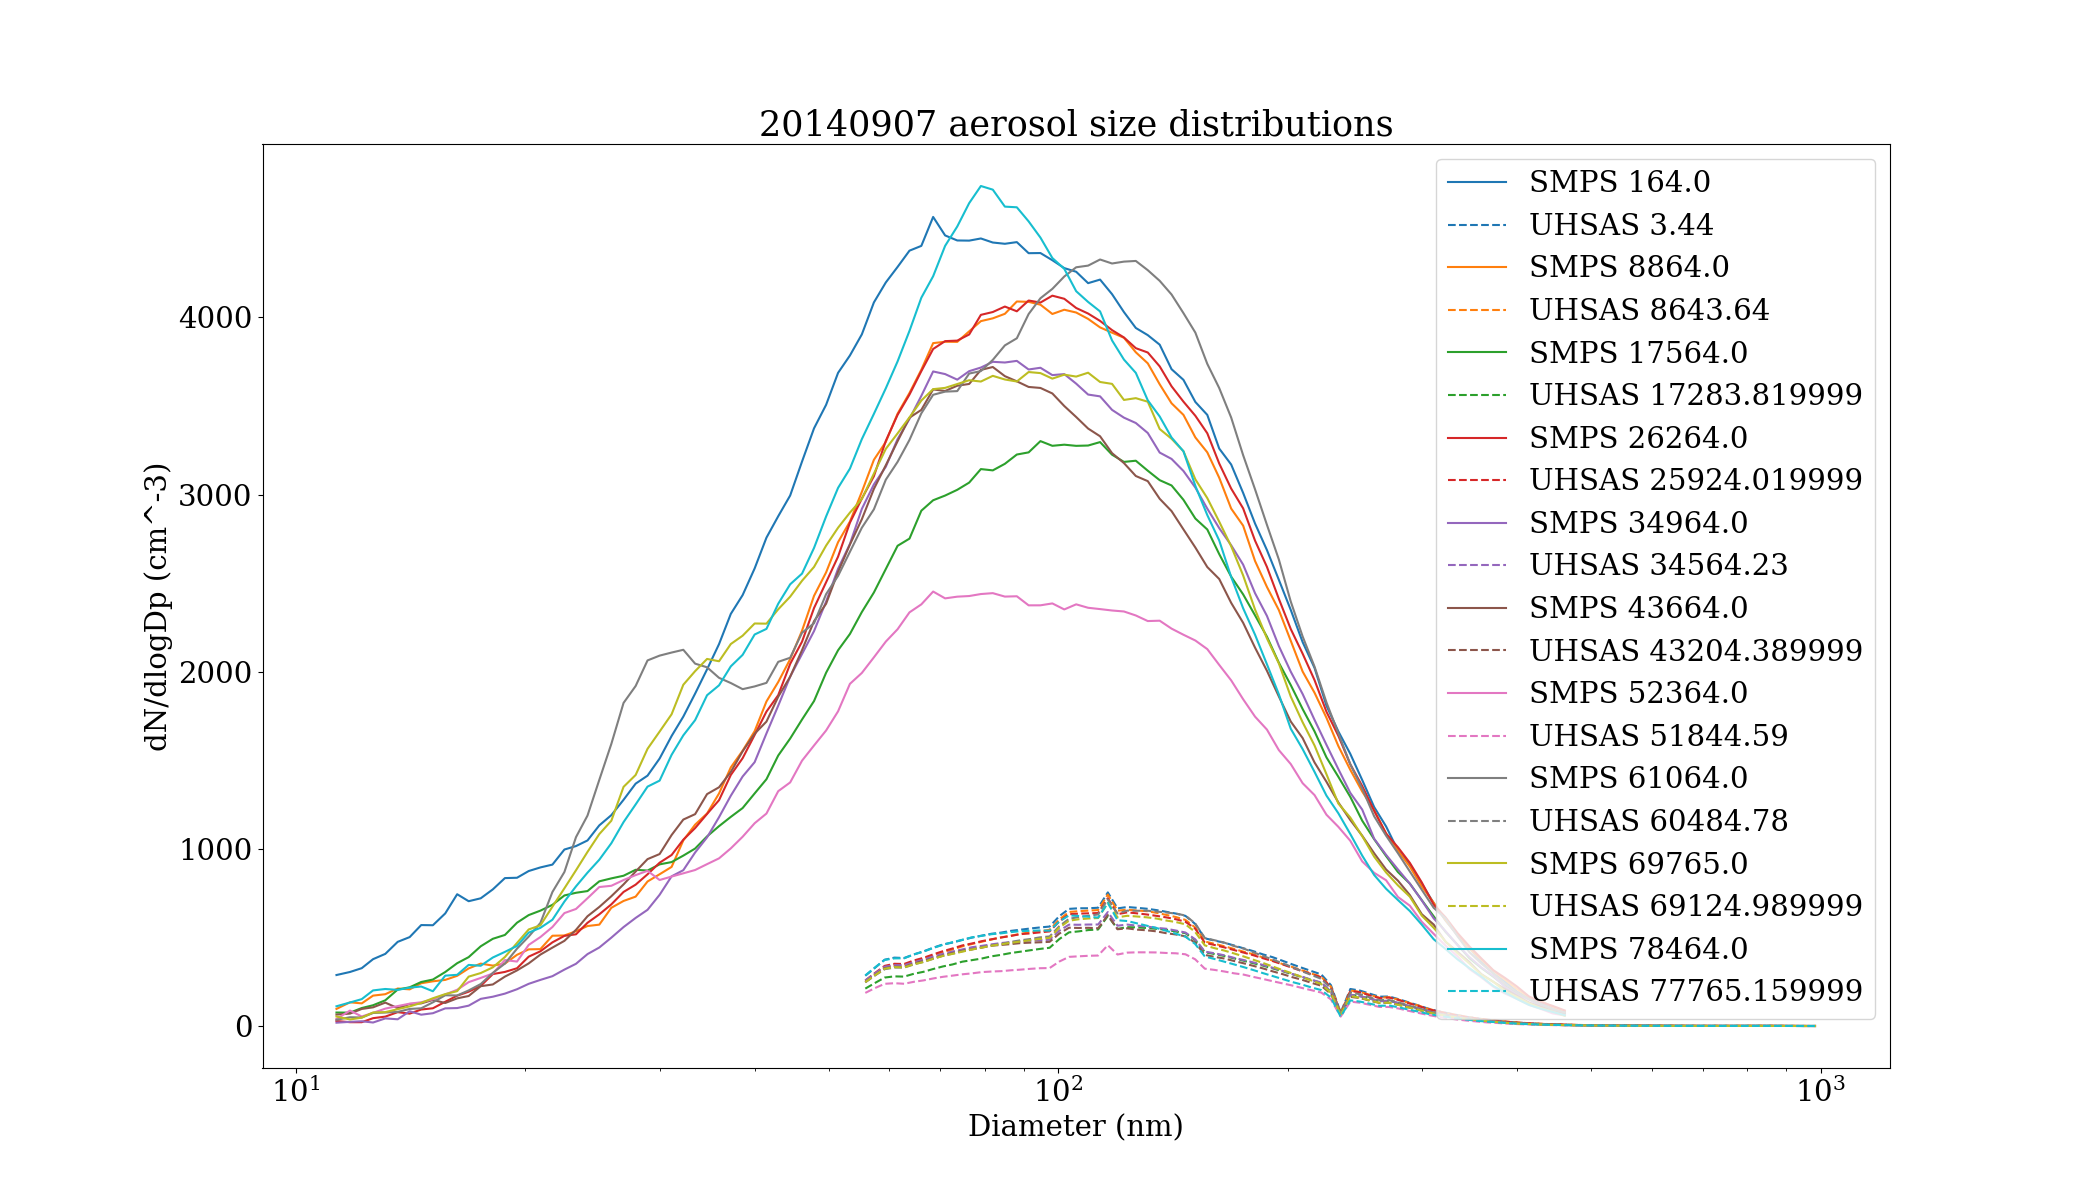 20140907 aerosol size distributions
SMPS 164.0
UHSAS 3.44
SMPS 8864.0
UHSAS 8643.64
SMPS 17564.0
UHSAS 17283.819999
SMPS 26264.0
UHSAS 25924.019999
SMPS 34964.0
UHSAS 34564.23
SMPS 43664.0
UHSAS 43204.389999
SMPS 52364.0
UHSAS 51844.59
SMPS 61064.0
UHSAS 60484.78
SMPS 69765.0
UHSAS 69124.989999
SMPS 78464.0
UHSAS 77765.159999
dN/dlogDp (cm^-3)
4000
3000
2000
1000
0
10¹ 10² 10³
Diameter (nm)